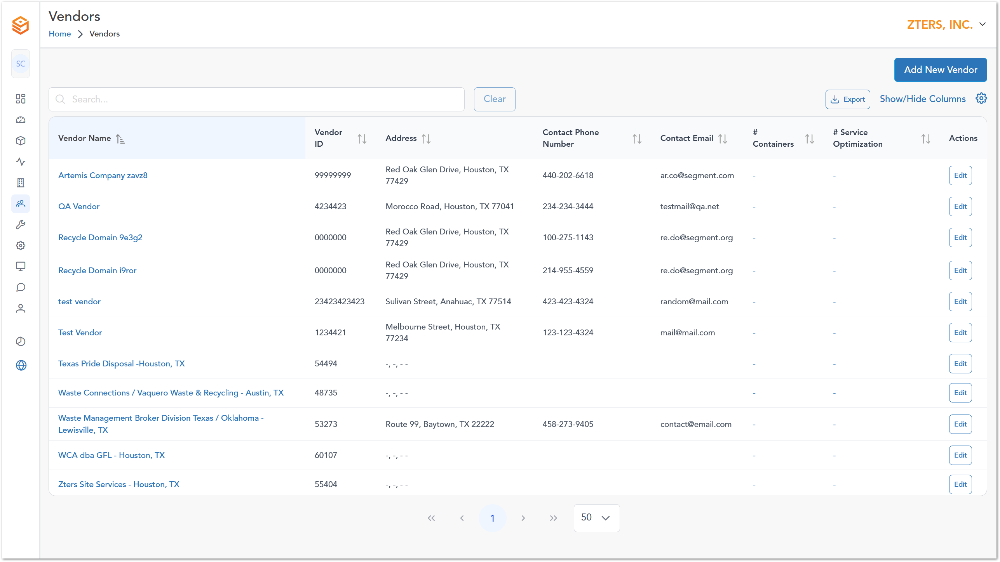 Vendors
Home > Vendors
ZTERS, INC.
SC
Add New Vendor
Search...
Clear
Export
Show/Hide Columns
Vendor Name
Vendor ID
Address
Contact Phone Number
Contact Email
# Containers
# Service Optimization
Actions
Artemis Company zavz8 99999999 Red Oak Glen Drive, Houston, TX 77429 440-202-6618 ar.co@segment.com - - Edit
QA Vendor 4234423 Morocco Road, Houston, TX 77041 234-234-3444 testmail@qa.net - - Edit
Recycle Domain 9e3g2 0000000 Red Oak Glen Drive, Houston, TX 77429 100-275-1143 re.do@segment.org - - Edit
Recycle Domain i9ror 0000000 Red Oak Glen Drive, Houston, TX 77429 214-955-4559 re.do@segment.org - - Edit
test vendor 23423423423 Sulivan Street, Anahuac, TX 77514 423-423-4324 random@mail.com - - Edit
Test Vendor 1234421 Melbourne Street, Houston, TX 77234 123-123-4324 mail@mail.com - - Edit
Texas Pride Disposal -Houston, TX 54494 -, -, - - - - Edit
Waste Connections / Vaquero Waste & Recycling - Austin, TX 48735 -, -, - - - - Edit
Waste Management Broker Division Texas / Oklahoma - Lewisville, TX 53273 Route 99, Baytown, TX 22222 458-273-9405 contact@email.com - - Edit
WCA dba GFL - Houston, TX 60107 -, -, - - - - Edit
Zters Site Services - Houston, TX 55404 -, -, - - - - Edit
1
50